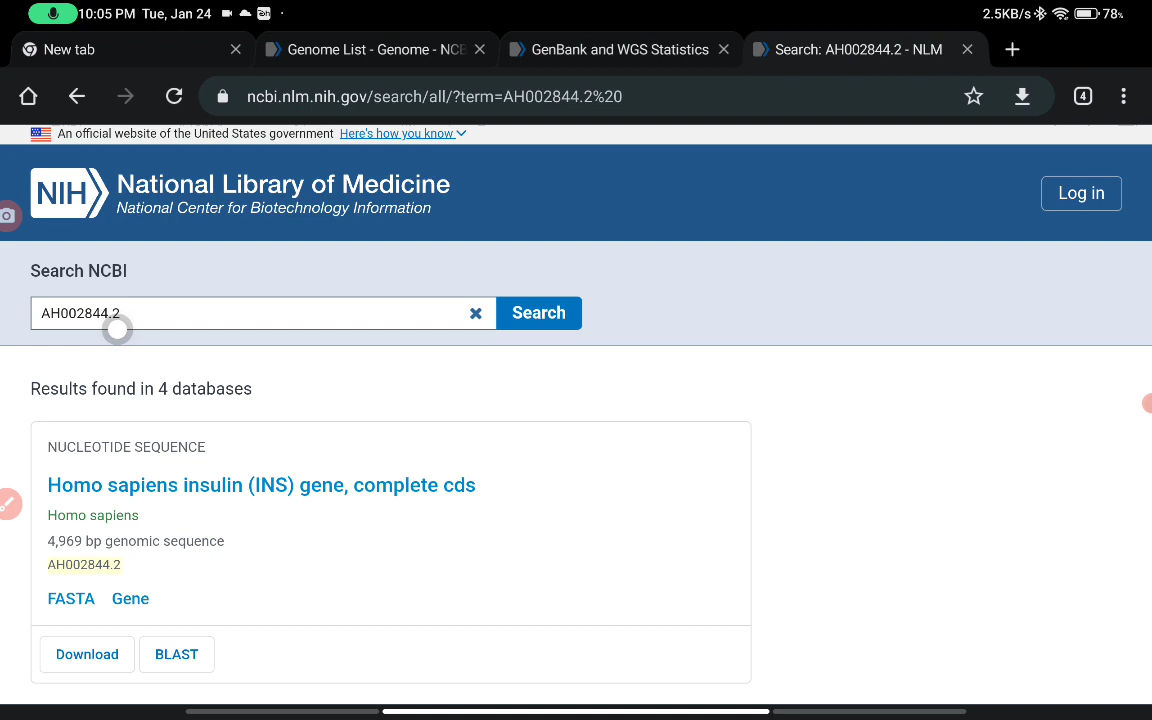 10:05 PM Tue, Jan 24
2.5KB/s 78%
New tab
Genome List - Genome - NCB
GenBank and WGS Statistics
Search: AH002844.2 - NLM
ncbi.nlm.nih.gov/search/all/?term=AH002844.2%20
4
An official website of the United States government Here's how you know
NIH National Library of Medicine
National Center for Biotechnology Information
Log in
Search NCBI
AH002844.2
Search
Results found in 4 databases
NUCLEOTIDE SEQUENCE
Homo sapiens insulin (INS) gene, complete cds
Homo sapiens
4,969 bp genomic sequence
AH002844.2
FASTA Gene
Download BLAST